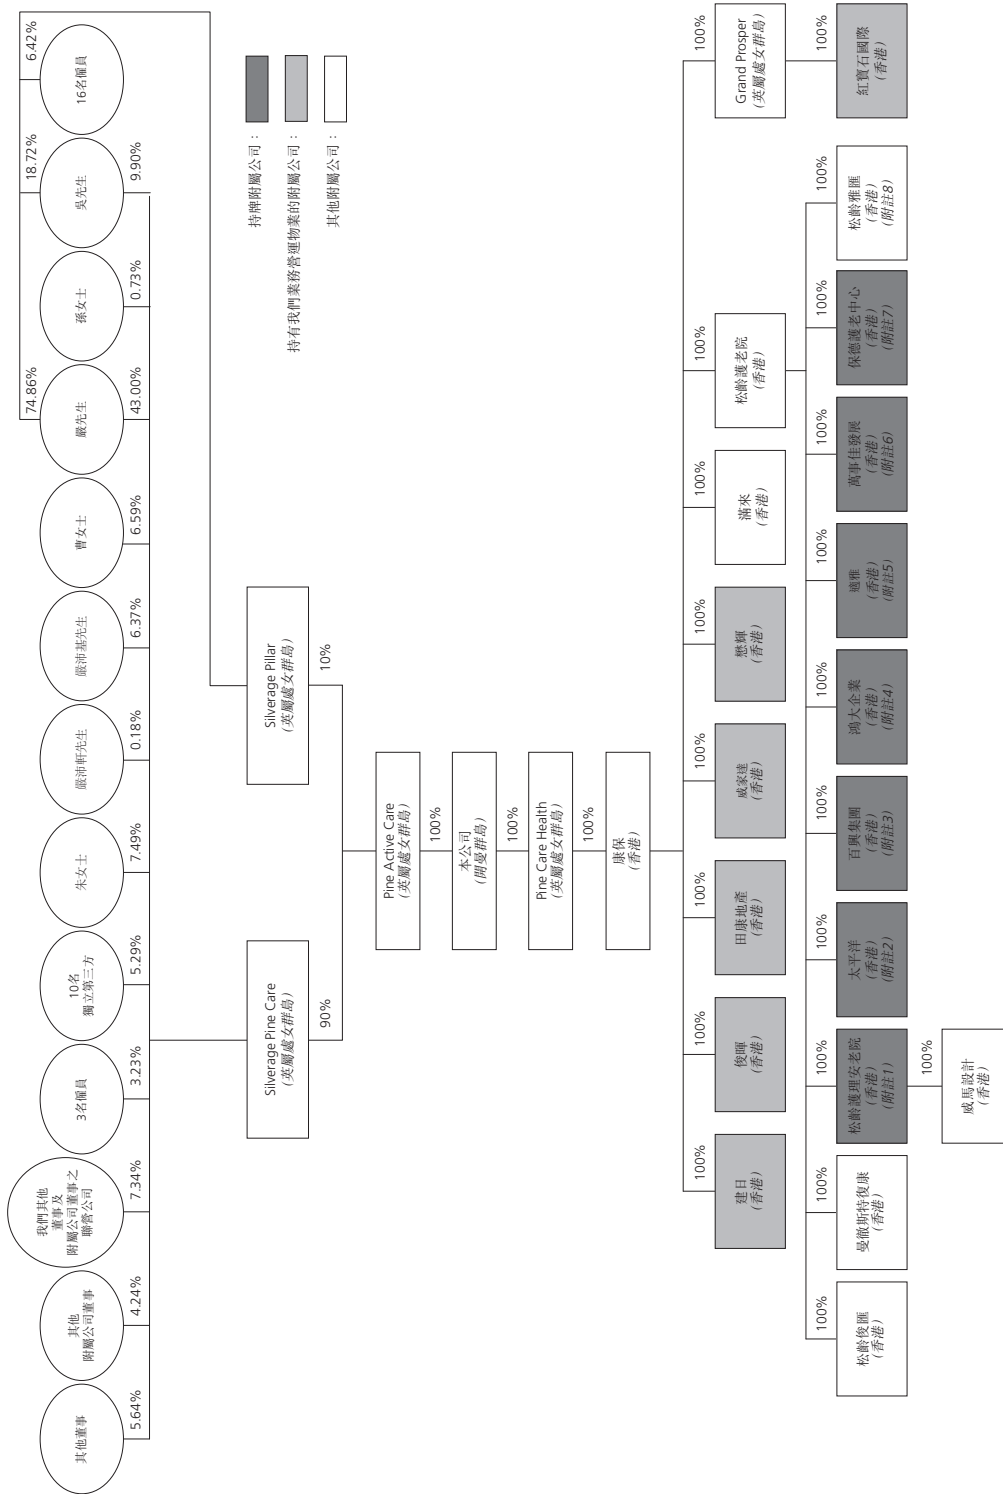 74.86%
18.72%
6.42%
其他董事
其他
附屬公司董事
我們其他
董事及
附屬公司董事之
聯營公司
3名僱員
10名
獨立第三方
朱女士
嚴沛軒先生
嚴沛基先生
曹女士
嚴先生
孫女士
吳先生
16名僱員
5.64%
4.24%
7.34%
3.23%
5.29%
7.49%
0.18%
6.37%
6.59%
43.00%
0.73%
9.90%
持牌附屬公司：
持有我們業務營運物業的附屬公司：
其他附屬公司：
Silverage Pine Care
(英屬處女群島)
Silverage Pillar
(英屬處女群島)
90%
10%
Pine Active Care
(英屬處女群島)
100%
本公司
(開曼群島)
100%
Pine Care Health
(英屬處女群島)
100%
康保
(香港)
100%
100%
100%
100%
100%
100%
100%
100%
建日
(香港)
俊暉
(香港)
田康地產
(香港)
威家達
(香港)
懋輝
(香港)
滿來
(香港)
松齡護老院
(香港)
Grand Prosper
(英屬處女群島)
100%
100%
100%
100%
100%
100%
100%
100%
100%
100%
100%
松齡俊匯
(香港)
曼徹斯特復康
(香港)
松齡護理安老院
(香港)
(附註1)
太平洋
(香港)
(附註2)
百興集團
(香港)
(附註3)
鴻大企業
(香港)
(附註4)
適雅
(香港)
(附註5)
萬事佳發展
(香港)
(附註6)
保德護老中心
(香港)
(附註7)
松齡雅匯
(香港)
(附註8)
紅寶石國際
(香港)
25100%
威馬設計
(香港)